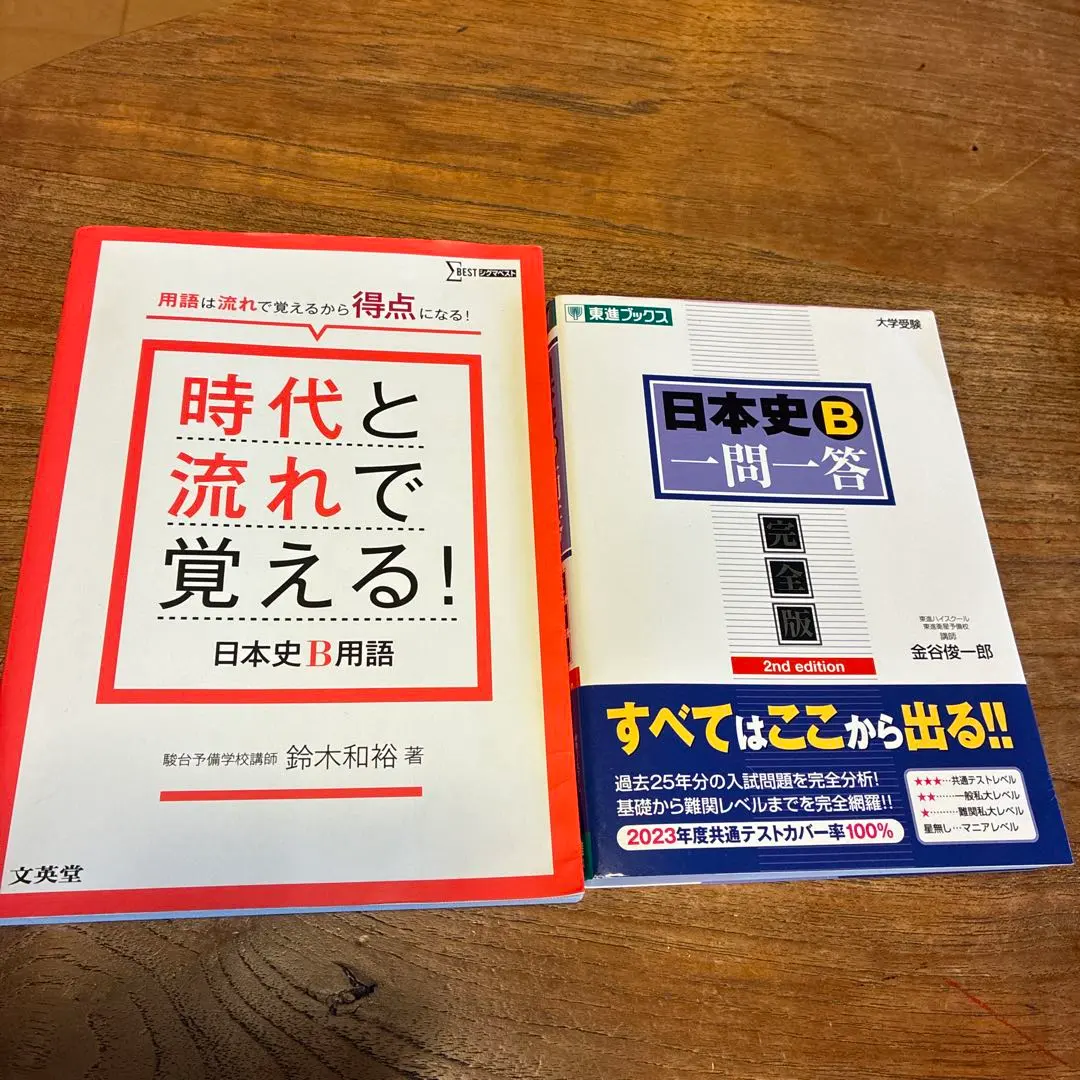 ΣBEST シグマベスト
用語は流れで覚えるから得点になる!
時代と
流れで
覚える!
日本史B用語
駿台予備学校講師 鈴木和裕 著
文英堂
東進ブックス
大学受験
日本史B
一問一答
完全版
2nd edition
東進ハイスクール
東進衛星予備校
講師
金谷俊一郎
すべてはここから出る!!
過去25年分の入試問題を完全分析!
基礎から難関レベルまでを完全網羅!!
2023年度共通テストカバー率100%
★★★…共通テストレベル
★★……一般私大レベル
★………難関私大レベル
星無し…マニアレベル